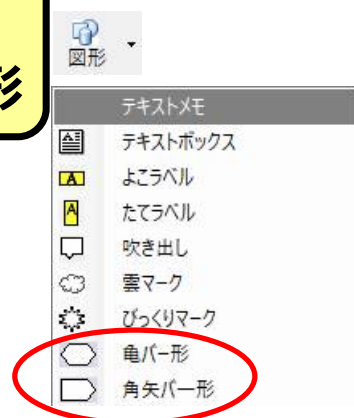 形
図形
テキストメモ
テキストボックス
A
よこラベル
A
たてラベル
吹き出し
雲マーク
びっくりマーク
亀バー形
角矢バー形